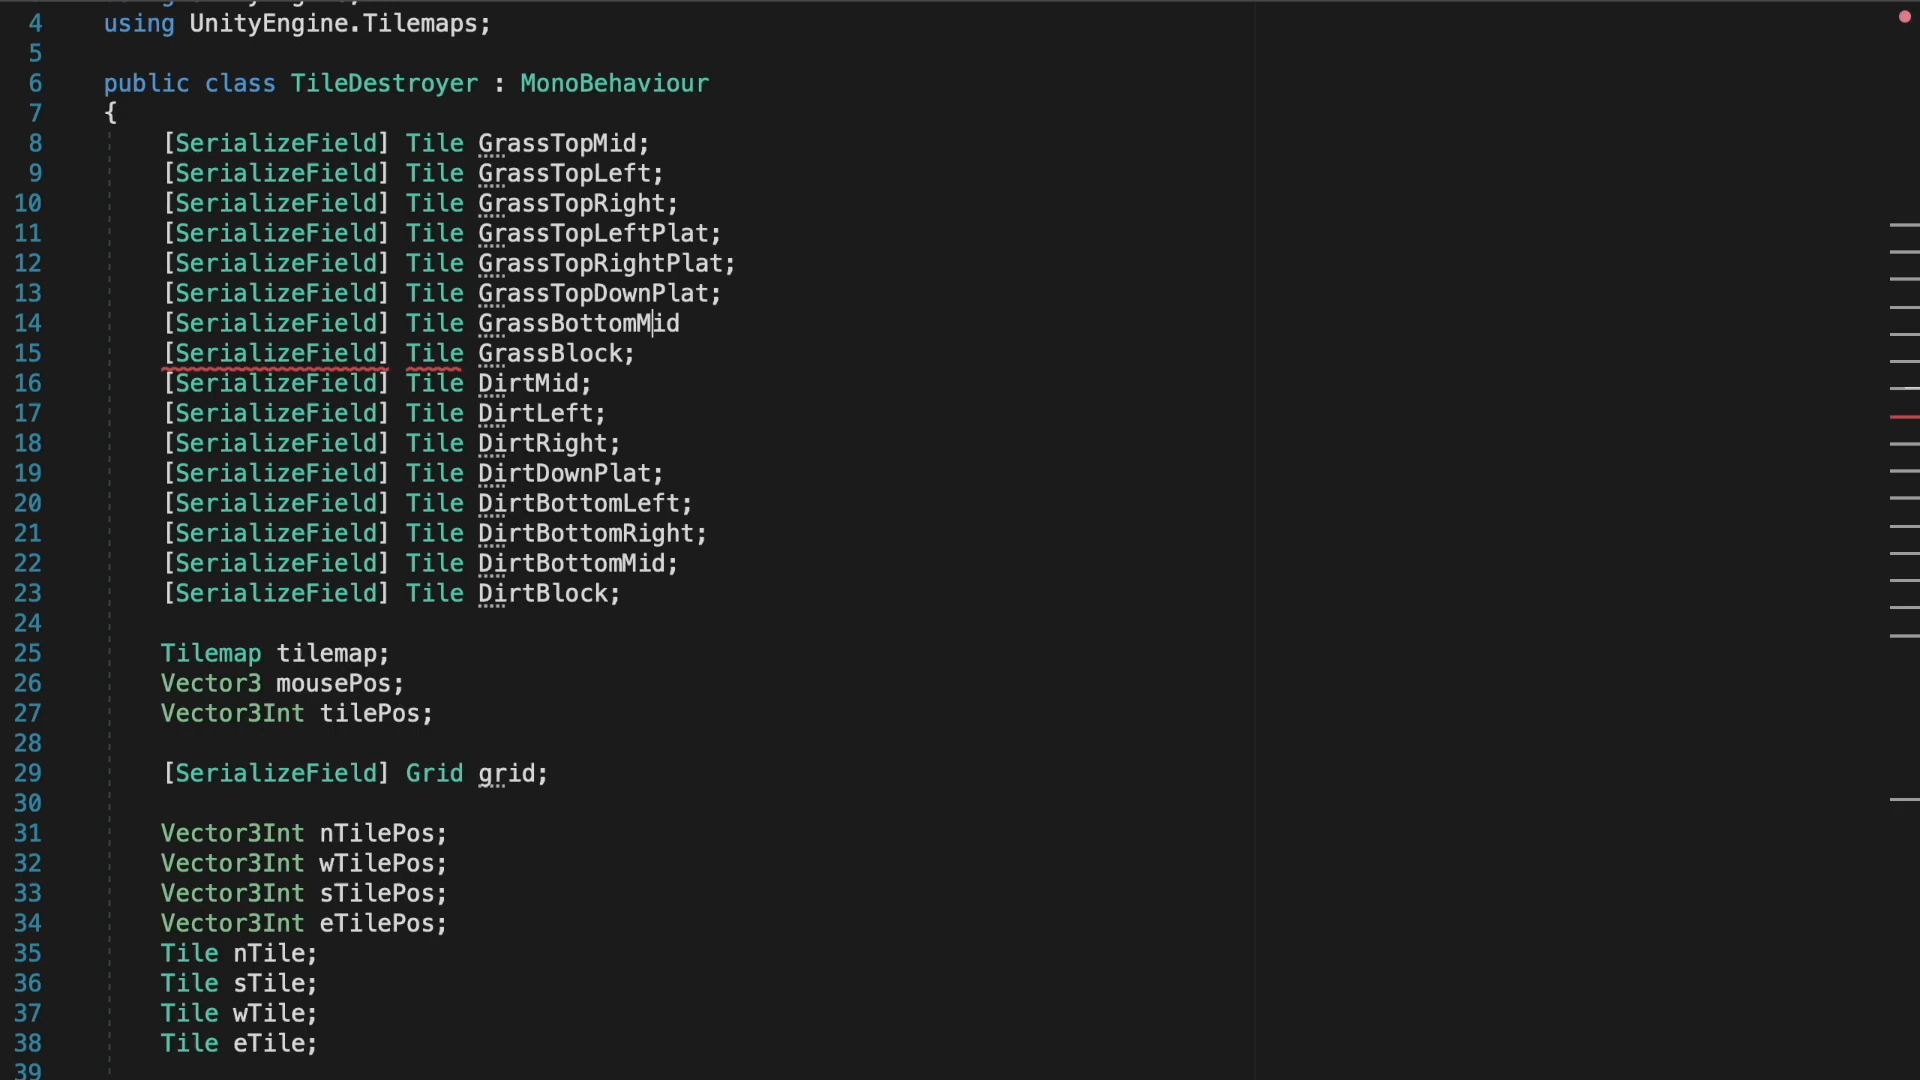 4 using UnityEngine.Tilemaps;
5
6 public class TileDestroyer : MonoBehaviour
7 {
8 [SerializeField] Tile GrassTopMid;
9 [SerializeField] Tile GrassTopLeft;
10 [SerializeField] Tile GrassTopRight;
11 [SerializeField] Tile GrassTopLeftPlat;
12 [SerializeField] Tile GrassTopRightPlat;
13 [SerializeField] Tile GrassTopDownPlat;
14 [SerializeField] Tile GrassBottomMid
15 [SerializeField] Tile GrassBlock;
16 [SerializeField] Tile DirtMid;
17 [SerializeField] Tile DirtLeft;
18 [SerializeField] Tile DirtRight;
19 [SerializeField] Tile DirtDownPlat;
20 [SerializeField] Tile DirtBottomLeft;
21 [SerializeField] Tile DirtBottomRight;
22 [SerializeField] Tile DirtBottomMid;
23 [SerializeField] Tile DirtBlock;
24
25 Tilemap tilemap;
26 Vector3 mousePos;
27 Vector3Int tilePos;
28
29 [SerializeField] Grid grid;
30
31 Vector3Int nTilePos;
32 Vector3Int wTilePos;
33 Vector3Int sTilePos;
34 Vector3Int eTilePos;
35 Tile nTile;
36 Tile sTile;
37 Tile wTile;
38 Tile eTile;
39